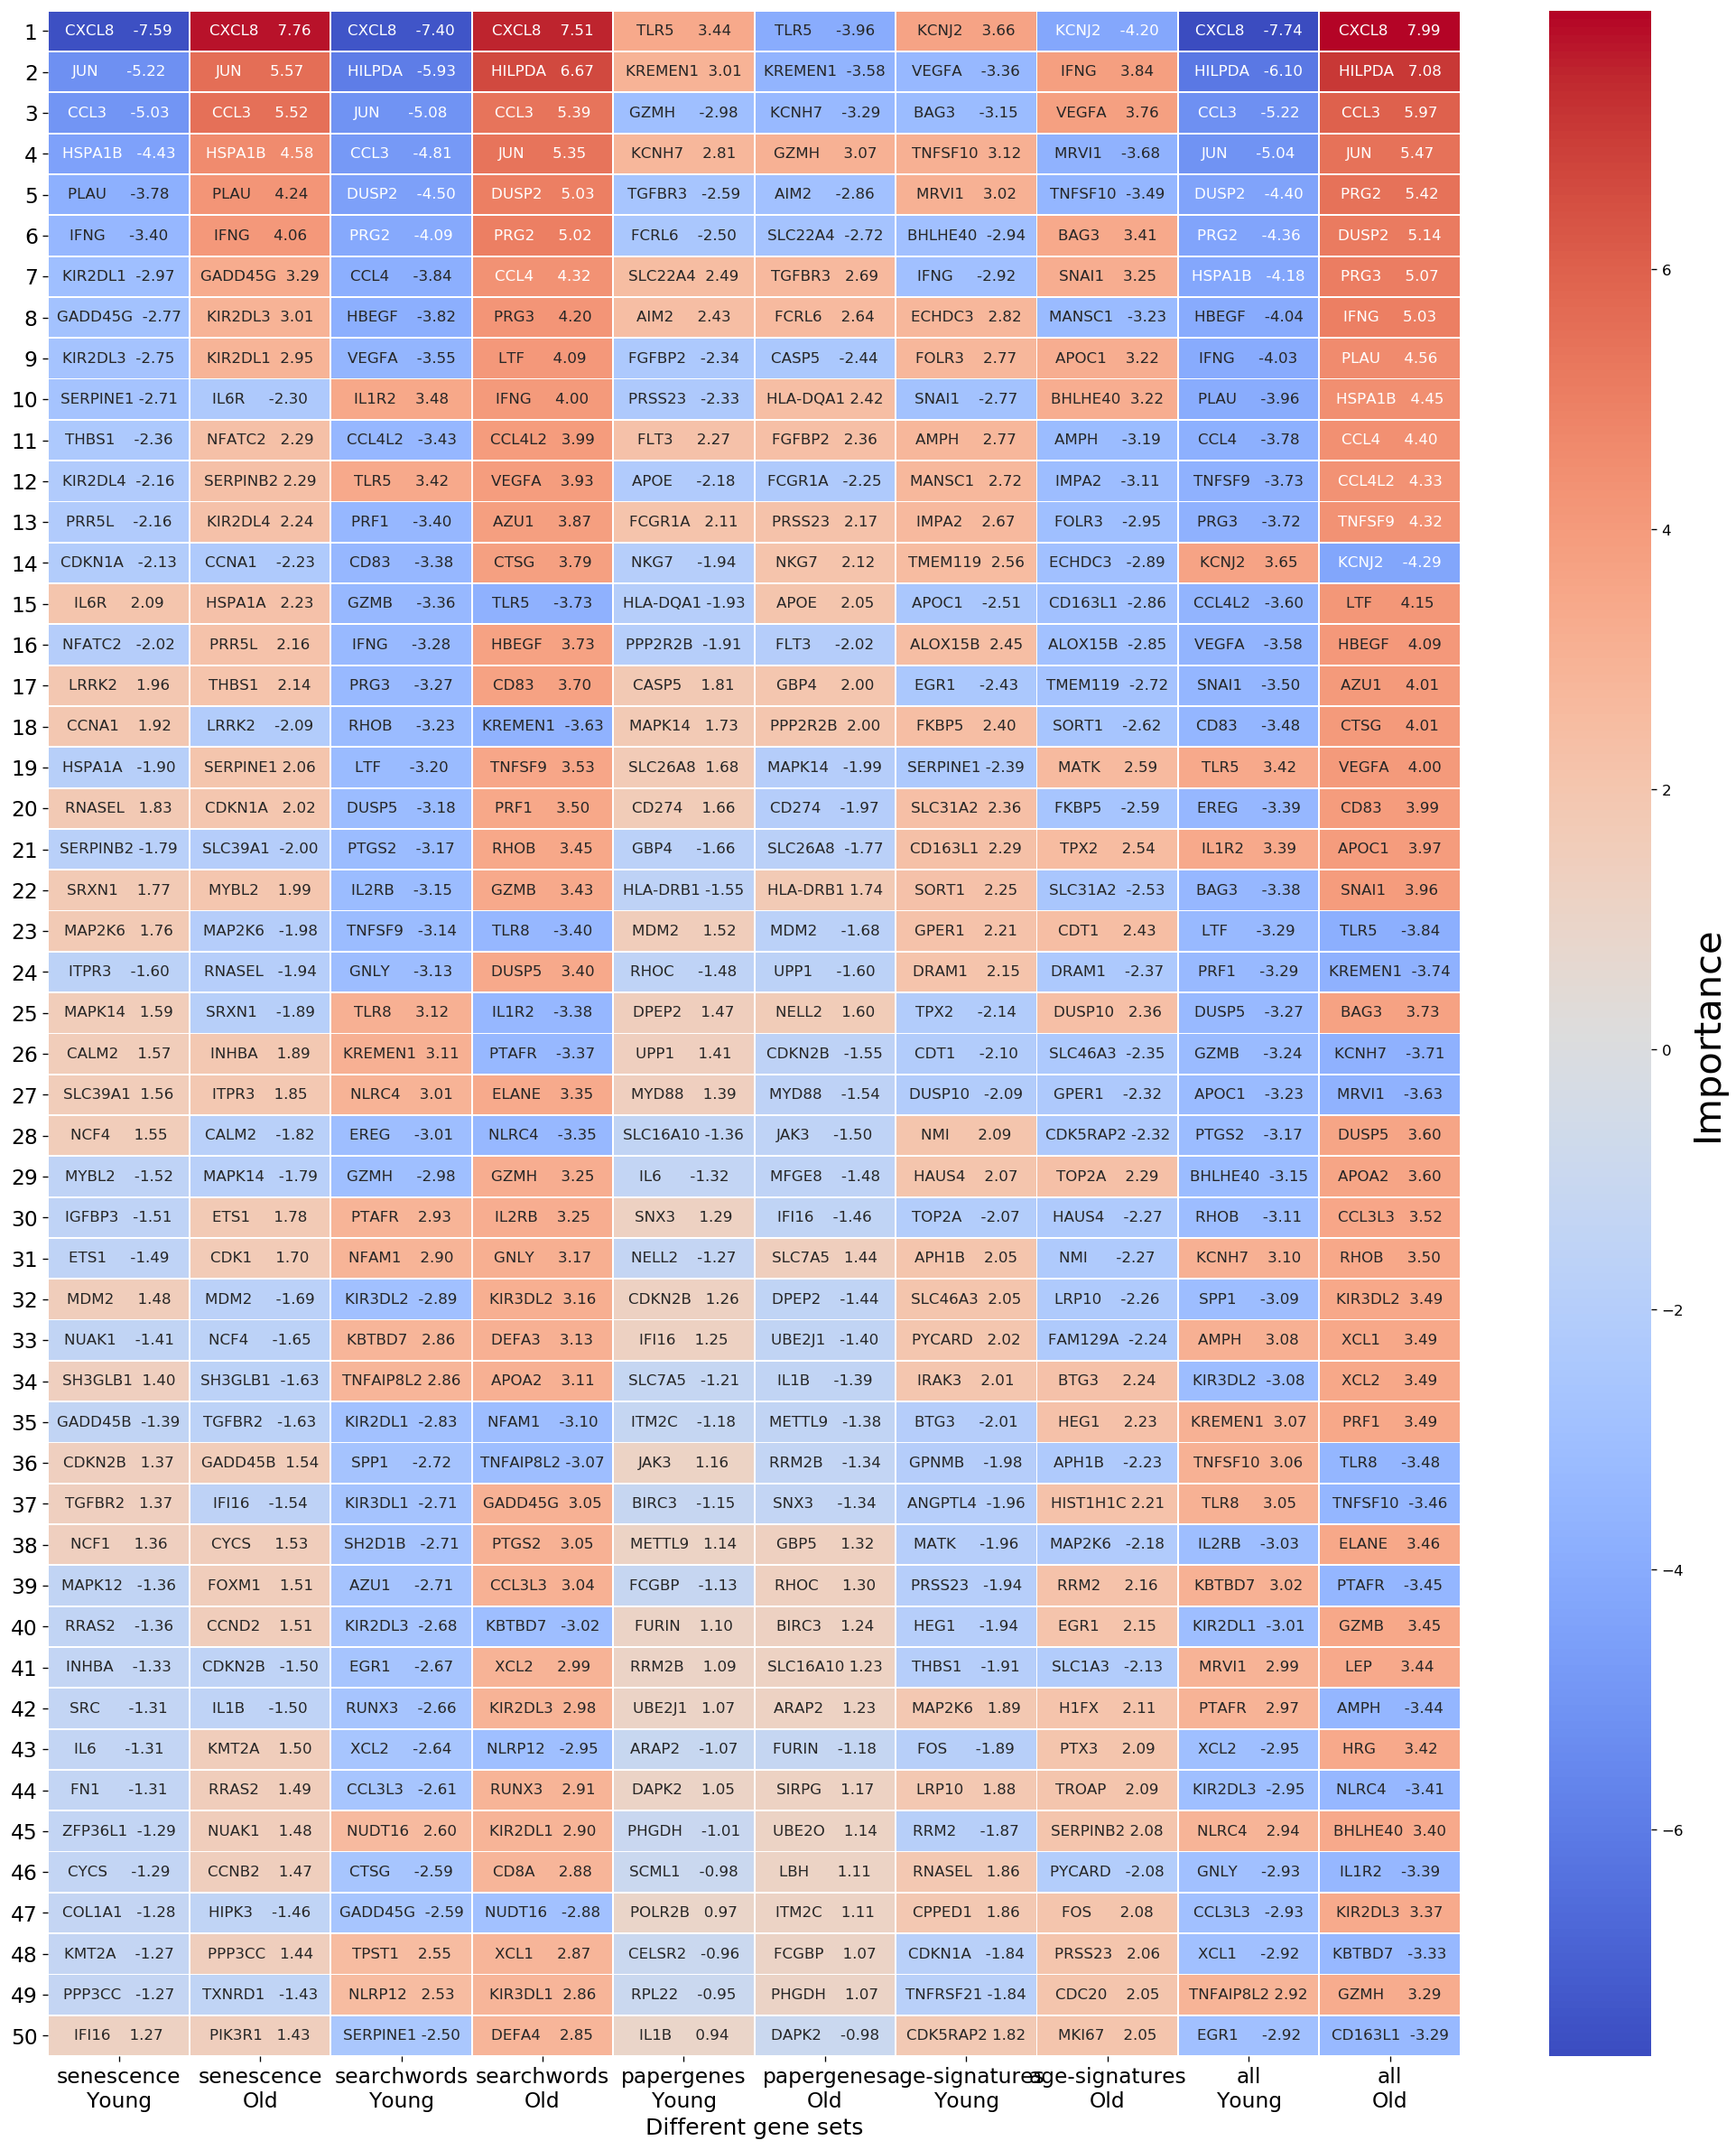 1 CXCL8 -7.59 CXCL8 7.76 CXCL8 -7.40 CXCL8 7.51 TLR5 3.44 TLR5 -3.96 KCNJ2 3.66 KCNJ2 -4.20 CXCL8 -7.74 CXCL8 7.99
2 JUN -5.22 JUN 5.57 HILPDA -5.93 HILPDA 6.67 KREMEN1 3.01 KREMEN1 -3.58 VEGFA -3.36 IFNG 3.84 HILPDA -6.10 HILPDA 7.08
3 CCL3 -5.03 CCL3 5.52 JUN -5.08 CCL3 5.39 GZMH -2.98 KCNH7 -3.29 BAG3 -3.15 VEGFA 3.76 CCL3 -5.22 CCL3 5.97
4 HSPA1B -4.43 HSPA1B 4.58 CCL3 -4.81 JUN 5.35 KCNH7 2.81 GZMH 3.07 TNFSF10 3.12 MRVI1 -3.68 JUN -5.04 JUN 5.47
5 PLAU -3.78 PLAU 4.24 DUSP2 -4.50 DUSP2 5.03 TGFBR3 -2.59 AIM2 -2.86 MRVI1 3.02 TNFSF10 -3.49 DUSP2 -4.40 PRG2 5.42
6 IFNG -3.40 IFNG 4.06 PRG2 -4.09 PRG2 5.02 FCRL6 -2.50 SLC22A4 -2.72 BHLHE40 -2.94 BAG3 3.41 PRG2 -4.36 DUSP2 5.14
7 KIR2DL1 -2.97 GADD45G 3.29 CCL4 -3.84 CCL4 4.32 SLC22A4 2.49 TGFBR3 2.69 IFNG -2.92 SNAI1 3.25 HSPA1B -4.18 PRG3 5.07
8 GADD45G -2.77 KIR2DL3 3.01 HBEGF -3.82 PRG3 4.20 AIM2 2.43 FCRL6 2.64 ECHDC3 2.82 MANSC1 -3.23 HBEGF -4.04 IFNG 5.03
9 KIR2DL3 -2.75 KIR2DL1 2.95 VEGFA -3.55 LTF 4.09 FGFBP2 -2.34 CASP5 -2.44 FOLR3 2.77 APOC1 3.22 IFNG -4.03 PLAU 4.56
10 SERPINE1 -2.71 IL6R -2.30 IL1R2 3.48 IFNG 4.00 PRSS23 -2.33 HLA-DQA1 2.42 SNAI1 -2.77 BHLHE40 3.22 PLAU -3.96 HSPA1B 4.45
11 THBS1 -2.36 NFATC2 2.29 CCL4L2 -3.43 CCL4L2 3.99 FLT3 2.27 FGFBP2 2.36 AMPH 2.77 AMPH -3.19 CCL4 -3.78 CCL4 4.40
12 KIR2DL4 -2.16 SERPINB2 2.29 TLR5 3.42 VEGFA 3.93 APOE -2.18 FCGR1A -2.25 MANSC1 2.72 IMPA2 -3.11 TNFSF9 -3.73 CCL4L2 4.33
13 PRR5L -2.16 KIR2DL4 2.24 PRF1 -3.40 AZU1 3.87 FCGR1A 2.11 PRSS23 2.17 IMPA2 2.67 FOLR3 -2.95 PRG3 -3.72 TNFSF9 4.32
14 CDKN1A -2.13 CCNA1 -2.23 CD83 -3.38 CTSG 3.79 NKG7 -1.94 NKG7 2.12 TMEM119 2.56 ECHDC3 -2.89 KCNJ2 3.65 KCNJ2 -4.29
15 IL6R 2.09 HSPA1A 2.23 GZMB -3.36 TLR5 -3.73 HLA-DQA1 -1.93 APOE 2.05 APOC1 -2.51 CD163L1 -2.86 CCL4L2 -3.60 LTF 4.15
16 NFATC2 -2.02 PRR5L 2.16 IFNG -3.28 HBEGF 3.73 PPP2R2B -1.91 FLT3 -2.02 ALOX15B 2.45 ALOX15B -2.85 VEGFA -3.58 HBEGF 4.09
17 LRRK2 1.96 THBS1 2.14 PRG3 -3.27 CD83 3.70 CASP5 1.81 GBP4 2.00 EGR1 -2.43 TMEM119 -2.72 SNAI1 -3.50 AZU1 4.01
18 CCNA1 1.92 LRRK2 -2.09 RHOB -3.23 KREMEN1 -3.63 MAPK14 1.73 PPP2R2B 2.00 FKBP5 2.40 SORT1 -2.62 CD83 -3.48 CTSG 4.01
19 HSPA1A -1.90 SERPINE1 2.06 LTF -3.20 TNFSF9 3.53 SLC26A8 1.68 MAPK14 -1.99 SERPINE1 -2.39 MATK 2.59 TLR5 3.42 VEGFA 4.00
20 RNASEL 1.83 CDKN1A 2.02 DUSP5 -3.18 PRF1 3.50 CD274 1.66 CD274 -1.97 SLC31A2 2.36 FKBP5 -2.59 EREG -3.39 CD83 3.99
21 SERPINB2 -1.79 SLC39A1 -2.00 PTGS2 -3.17 RHOB 3.45 GBP4 -1.66 SLC26A8 -1.77 CD163L1 2.29 TPX2 2.54 IL1R2 3.39 APOC1 3.97
22 SRXN1 1.77 MYBL2 1.99 IL2RB -3.15 GZMB 3.43 HLA-DRB1 -1.55 HLA-DRB1 1.74 SORT1 2.25 SLC31A2 -2.53 BAG3 -3.38 SNAI1 3.96
23 MAP2K6 1.76 MAP2K6 -1.98 TNFSF9 -3.14 TLR8 -3.40 MDM2 1.52 MDM2 -1.68 GPER1 2.21 CDT1 2.43 LTF -3.29 TLR5 -3.84
24 ITPR3 -1.60 RNASEL -1.94 GNLY -3.13 DUSP5 3.40 RHOC -1.48 UPP1 -1.60 DRAM1 2.15 DRAM1 -2.37 PRF1 -3.29 KREMEN1 -3.74
25 MAPK14 1.59 SRXN1 -1.89 TLR8 3.12 IL1R2 -3.38 DPEP2 1.47 NELL2 1.60 TPX2 -2.14 DUSP10 2.36 DUSP5 -3.27 BAG3 3.73
26 CALM2 1.57 INHBA 1.89 KREMEN1 3.11 PTAFR -3.37 UPP1 1.41 CDKN2B -1.55 CDT1 -2.10 SLC46A3 -2.35 GZMB -3.24 KCNH7 -3.71
27 SLC39A1 1.56 ITPR3 1.85 NLRC4 3.01 ELANE 3.35 MYD88 1.39 MYD88 -1.54 DUSP10 -2.09 GPER1 -2.32 APOC1 -3.23 MRVI1 -3.63
28 NCF4 1.55 CALM2 -1.82 EREG -3.01 NLRC4 -3.35 SLC16A10 -1.36 JAK3 -1.50 NMI 2.09 CDK5RAP2 -2.32 PTGS2 -3.17 DUSP5 3.60
29 MYBL2 -1.52 MAPK14 -1.79 GZMH -2.98 GZMH 3.25 IL6 -1.32 MFGE8 -1.48 HAUS4 2.07 TOP2A 2.29 BHLHE40 -3.15 APOA2 3.60
30 IGFBP3 -1.51 ETS1 1.78 PTAFR 2.93 IL2RB 3.25 SNX3 1.29 IFI16 -1.46 TOP2A -2.07 HAUS4 -2.27 RHOB -3.11 CCL3L3 3.52
31 ETS1 -1.49 CDK1 1.70 NFAM1 2.90 GNLY 3.17 NELL2 -1.27 SLC7A5 1.44 APH1B 2.05 NMI -2.27 KCNH7 3.10 RHOB 3.50
32 MDM2 1.48 MDM2 -1.69 KIR3DL2 -2.89 KIR3DL2 3.16 CDKN2B 1.26 DPEP2 -1.44 SLC46A3 2.05 LRP10 -2.26 SPP1 -3.09 KIR3DL2 3.49
33 NUAK1 -1.41 NCF4 -1.65 KBTBD7 2.86 DEFA3 3.13 IFI16 1.25 UBE2J1 -1.40 PYCARD 2.02 FAM129A -2.24 AMPH 3.08 XCL1 3.49
34 SH3GLB1 1.40 SH3GLB1 -1.63 TNFAIP8L2 2.86 APOA2 3.11 SLC7A5 -1.21 IL1B -1.39 IRAK3 2.01 BTG3 2.24 KIR3DL2 -3.08 XCL2 3.49
35 GADD45B -1.39 TGFBR2 -1.63 KIR2DL1 -2.83 NFAM1 -3.10 ITM2C -1.18 METTL9 -1.38 BTG3 -2.01 HEG1 2.23 KREMEN1 3.07 PRF1 3.49
36 CDKN2B 1.37 GADD45B 1.54 SPP1 -2.72 TNFAIP8L2 -3.07 JAK3 1.16 RRM2B -1.34 GPNMB -1.98 APH1B -2.23 TNFSF10 3.06 TLR8 -3.48
37 TGFBR2 1.37 IFI16 -1.54 KIR3DL1 -2.71 GADD45G 3.05 BIRC3 -1.15 SNX3 -1.34 ANGPTL4 -1.96 HIST1H1C 2.21 TLR8 3.05 TNFSF10 -3.46
38 NCF1 1.36 CYCS 1.53 SH2D1B -2.71 PTGS2 3.05 METTL9 1.14 GBP5 1.32 MATK -1.96 MAP2K6 -2.18 IL2RB -3.03 ELANE 3.46
39 MAPK12 -1.36 FOXM1 1.51 AZU1 -2.71 CCL3L3 3.04 FCGBP -1.13 RHOC 1.30 PRSS23 -1.94 RRM2 2.16 KBTBD7 3.02 PTAFR -3.45
40 RRAS2 -1.36 CCND2 1.51 KIR2DL3 -2.68 KBTBD7 -3.02 FURIN 1.10 BIRC3 1.24 HEG1 -1.94 EGR1 2.15 KIR2DL1 -3.01 GZMB 3.45
41 INHBA -1.33 CDKN2B -1.50 EGR1 -2.67 XCL2 2.99 RRM2B 1.09 SLC16A10 1.23 THBS1 -1.91 SLC1A3 -2.13 MRVI1 2.99 LEP 3.44
42 SRC -1.31 IL1B -1.50 RUNX3 -2.66 KIR2DL3 2.98 UBE2J1 1.07 ARAP2 1.23 MAP2K6 1.89 H1FX 2.11 PTAFR 2.97 AMPH -3.44
43 IL6 -1.31 KMT2A 1.50 XCL2 -2.64 NLRP12 -2.95 ARAP2 -1.07 FURIN -1.18 FOS -1.89 PTX3 2.09 XCL2 -2.95 HRG 3.42
44 FN1 -1.31 RRAS2 1.49 CCL3L3 -2.61 RUNX3 2.91 DAPK2 1.05 SIRPG 1.17 LRP10 1.88 TROAP 2.09 KIR2DL3 -2.95 NLRC4 -3.41
45 ZFP36L1 -1.29 NUAK1 1.48 NUDT16 2.60 KIR2DL1 2.90 PHGDH -1.01 UBE2O 1.14 RRM2 -1.87 SERPINB2 2.08 NLRC4 2.94 BHLHE40 3.40
46 CYCS -1.29 CCNB2 1.47 CTSG -2.59 CD8A 2.88 SCML1 -0.98 LBH 1.11 RNASEL 1.86 PYCARD -2.08 GNLY -2.93 IL1R2 -3.39
47 COL1A1 -1.28 HIPK3 -1.46 GADD45G -2.59 NUDT16 -2.88 POLR2B 0.97 ITM2C 1.11 CPPED1 1.86 FOS 2.08 CCL3L3 -2.93 KIR2DL3 3.37
48 KMT2A -1.27 PPP3CC 1.44 TPST1 2.55 XCL1 2.87 CELSR2 -0.96 FCGBP 1.07 CDKN1A -1.84 PRSS23 2.06 XCL1 -2.92 KBTBD7 -3.33
49 PPP3CC -1.27 TXNRD1 -1.43 NLRP12 2.53 KIR3DL1 2.86 RPL22 -0.95 PHGDH 1.07 TNFRSF21 -1.84 CDC20 2.05 TNFAIP8L2 2.92 GZMH 3.29
50 IFI16 1.27 PIK3R1 1.43 SERPINE1 -2.50 DEFA4 2.85 IL1B 0.94 DAPK2 -0.98 CDK5RAP2 1.82 MKI67 2.05 EGR1 -2.92 CD163L1 -3.29
senescence senescence searchwords searchwords papergenes papergenes age-signatures age-signatures all all
Young Old Young Old Young Old Young Old Young Old
Different gene sets
6
4
2
0
−2
−4
−6
Importance